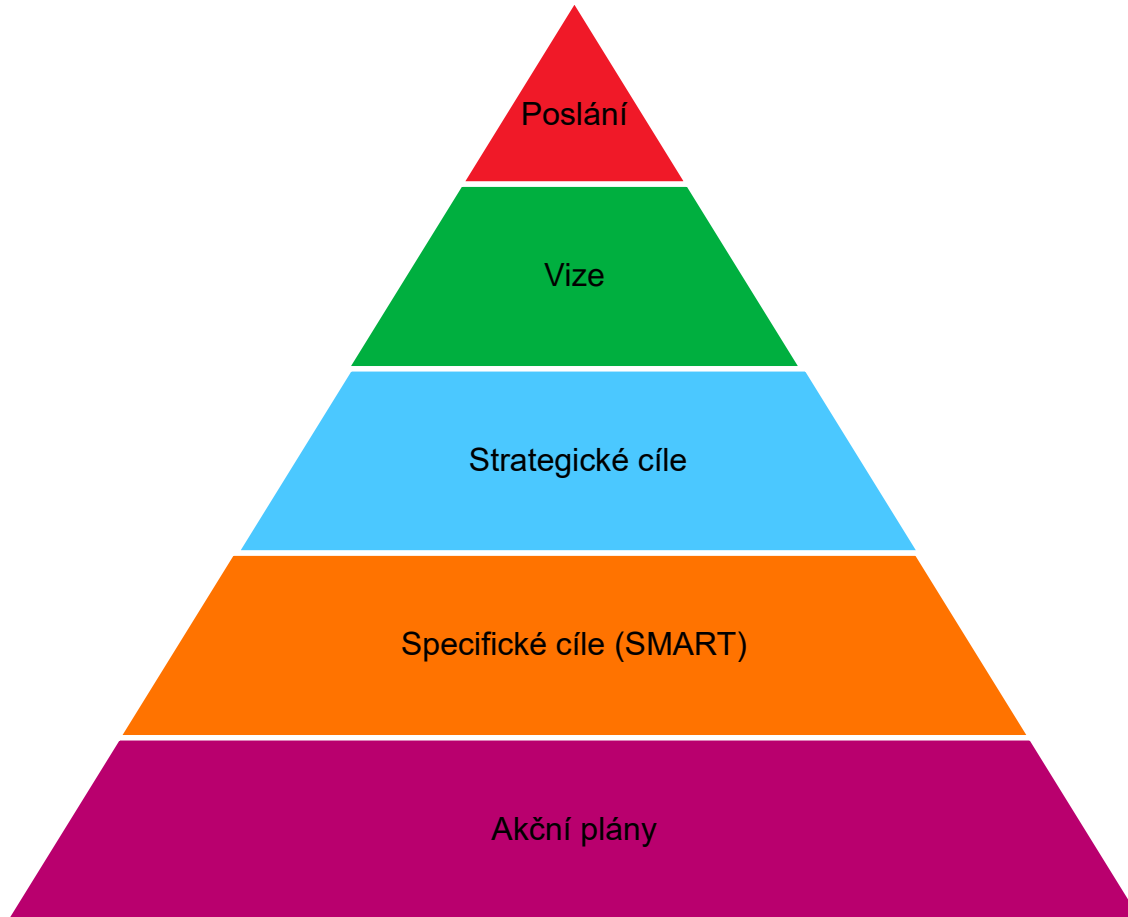 Poslání
Vize
Strategické cíle
Specifické cíle (SMART)
Akční plány